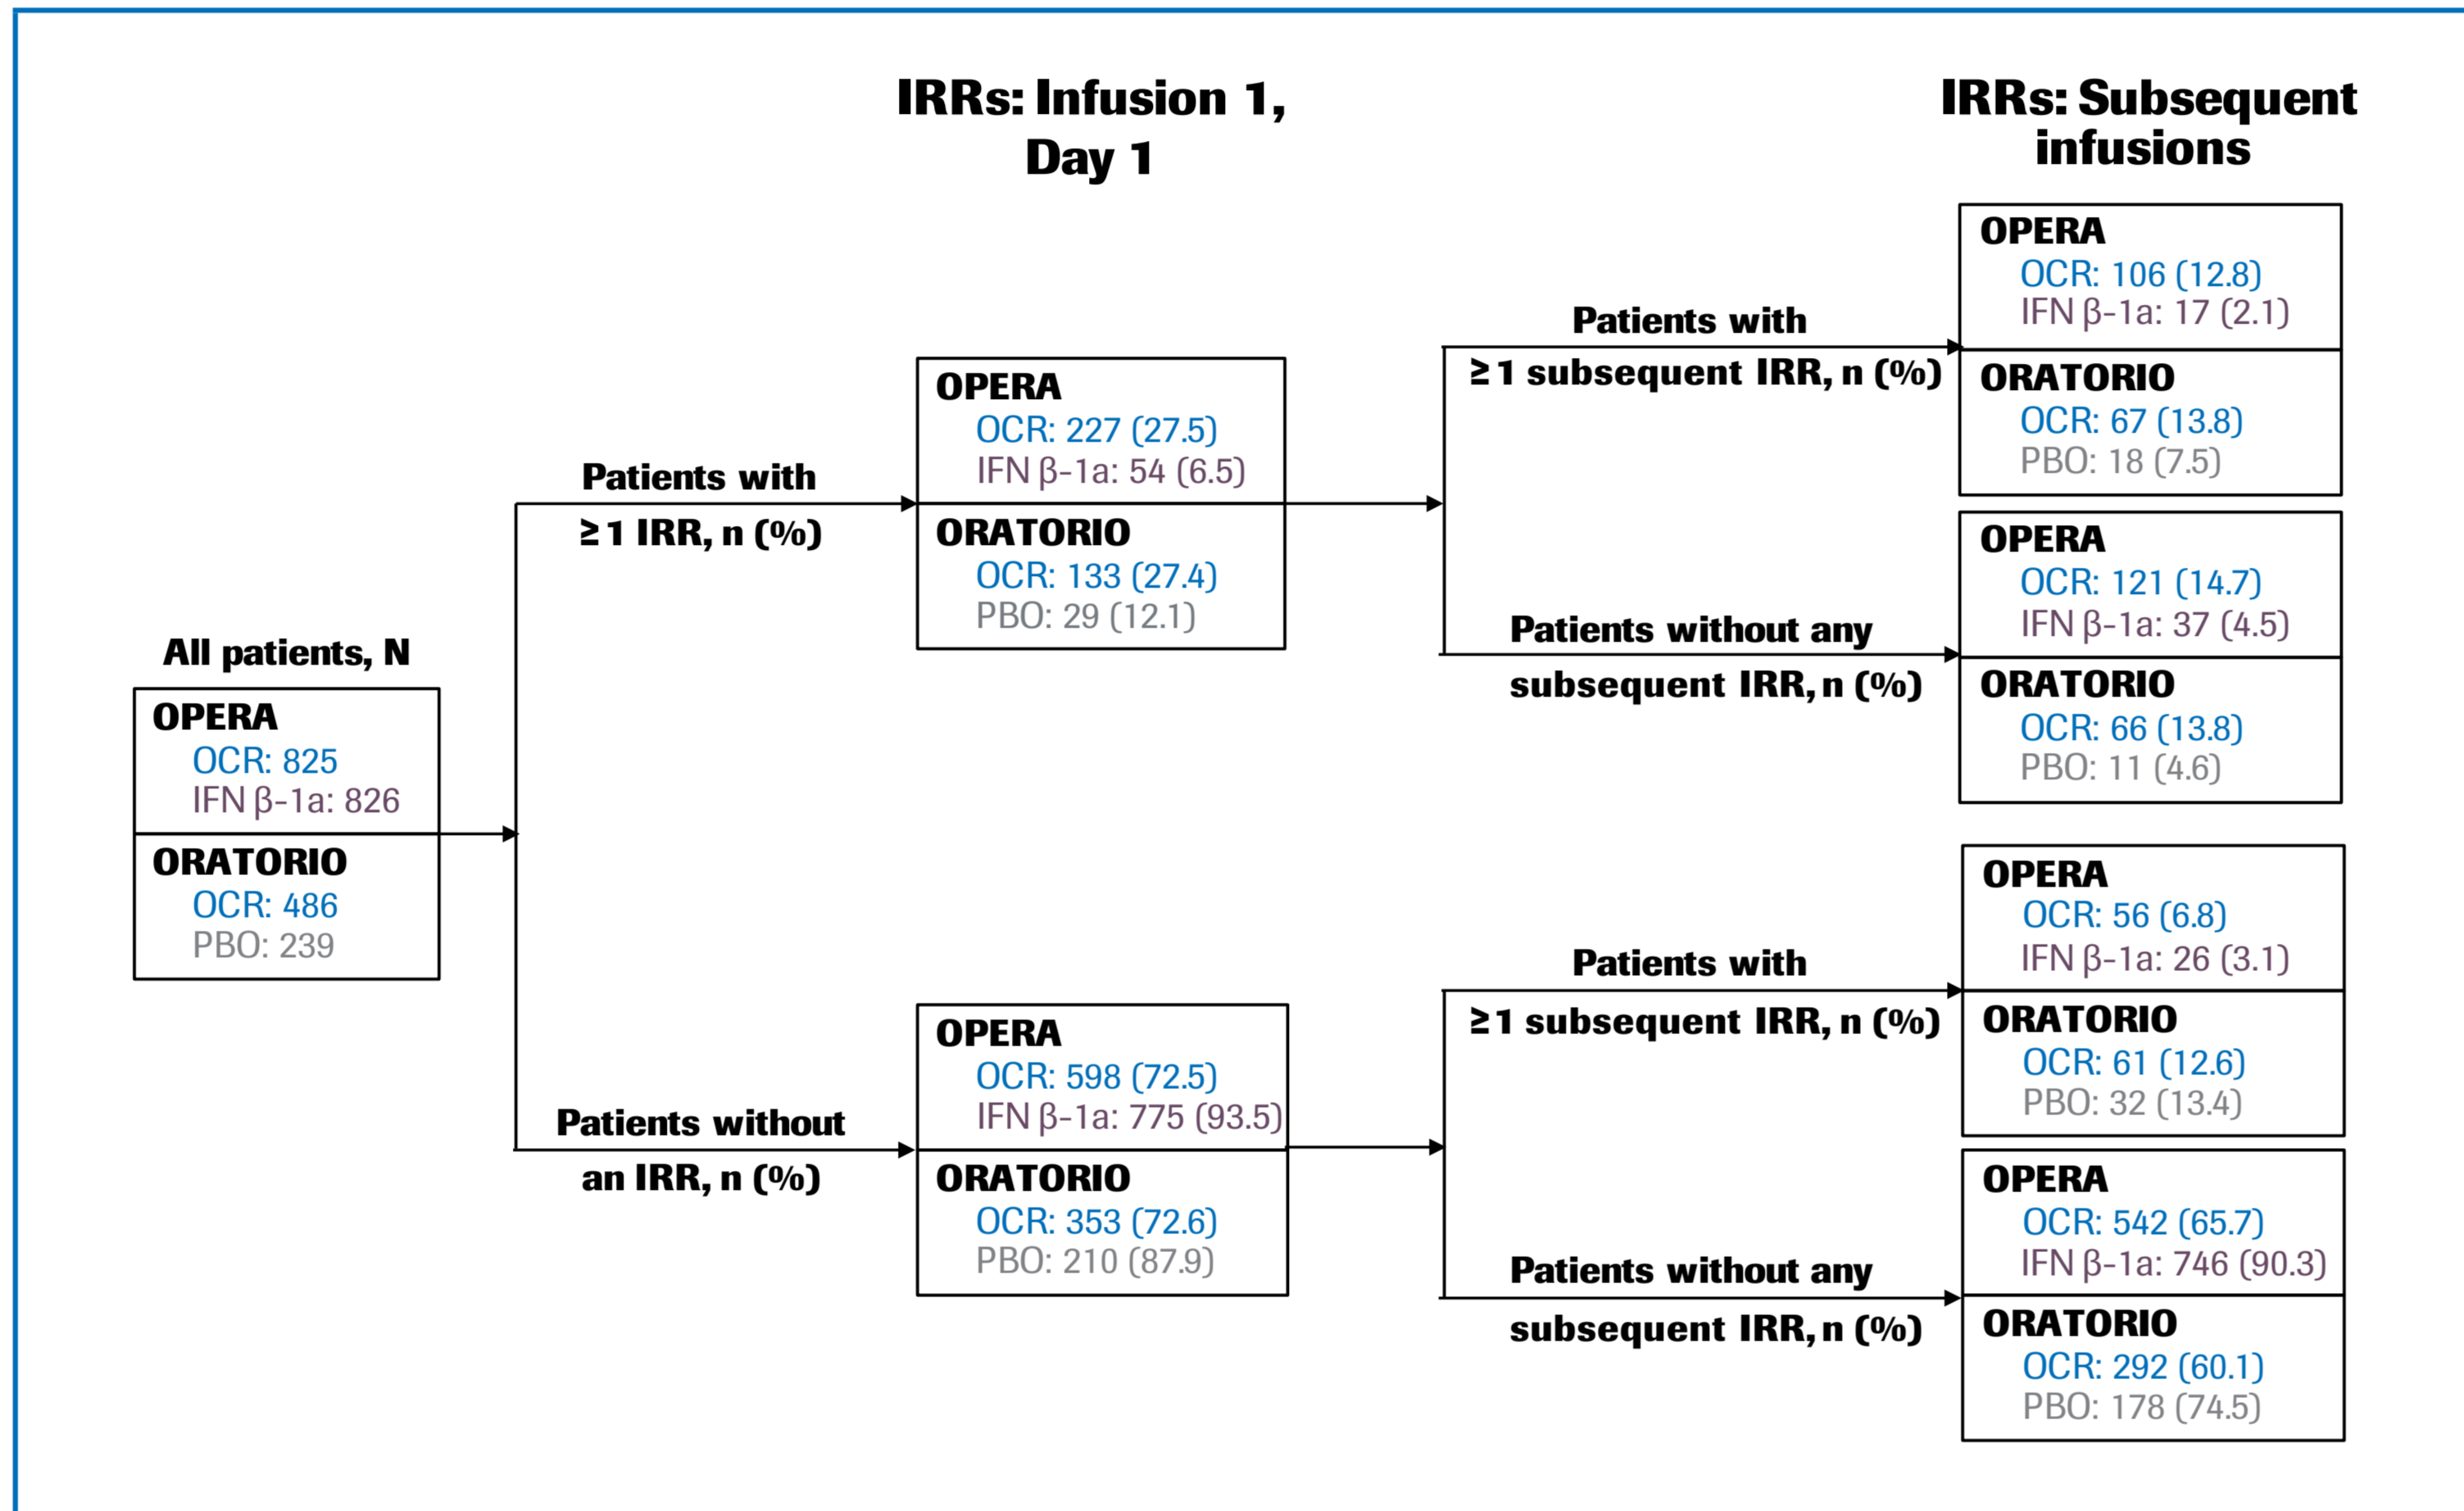 IRRs: Infusion 1,
Day 1
IRRs: Subsequent
infusions
All patients, N
OPERA
OCR: 825
IFN β-1a: 826
ORATORIO
OCR: 486
PBO: 239
Patients with
≥1 IRR, n (%)
OPERA
OCR: 227 (27.5)
IFN β-1a: 54 (6.5)
ORATORIO
OCR: 133 (27.4)
PBO: 29 (12.1)
Patients with
≥1 subsequent IRR, n (%)
OPERA
OCR: 106 (12.8)
IFN β-1a: 17 (2.1)
ORATORIO
OCR: 67 (13.8)
PBO: 18 (7.5)
Patients without any
subsequent IRR, n (%)
OPERA
OCR: 121 (14.7)
IFN β-1a: 37 (4.5)
ORATORIO
OCR: 66 (13.8)
PBO: 11 (4.6)
Patients without
an IRR, n (%)
OPERA
OCR: 598 (72.5)
IFN β-1a: 775 (93.5)
ORATORIO
OCR: 353 (72.6)
PBO: 210 (87.9)
Patients with
≥1 subsequent IRR, n (%)
OPERA
OCR: 56 (6.8)
IFN β-1a: 26 (3.1)
ORATORIO
OCR: 61 (12.6)
PBO: 32 (13.4)
Patients without any
subsequent IRR, n (%)
OPERA
OCR: 542 (65.7)
IFN β-1a: 746 (90.3)
ORATORIO
OCR: 292 (60.1)
PBO: 178 (74.5)